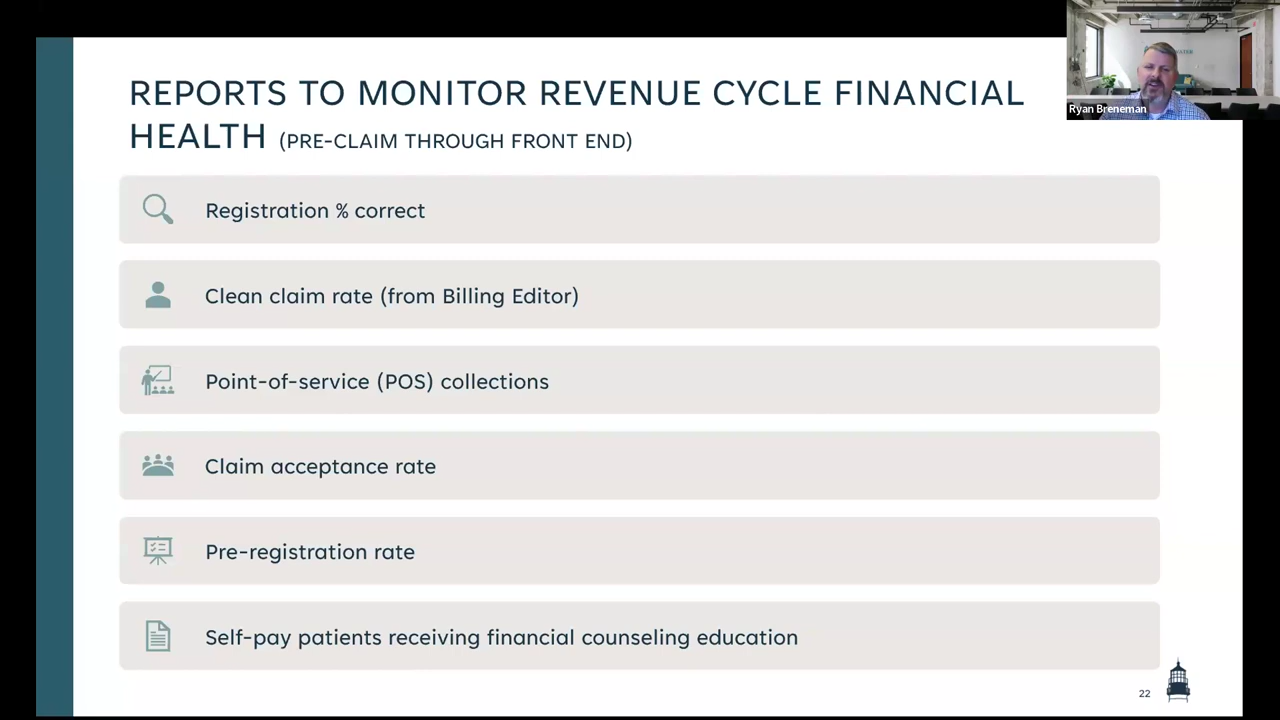 REPORTS TO MONITOR REVENUE CYCLE FINANCIAL
HEALTH (PRE-CLAIM THROUGH FRONT END)
Ryan Breneman
Registration % correct
Clean claim rate (from Billing Editor)
Point-of-service (POS) collections
Claim acceptance rate
Pre-registration rate
Self-pay patients receiving financial counseling education
22